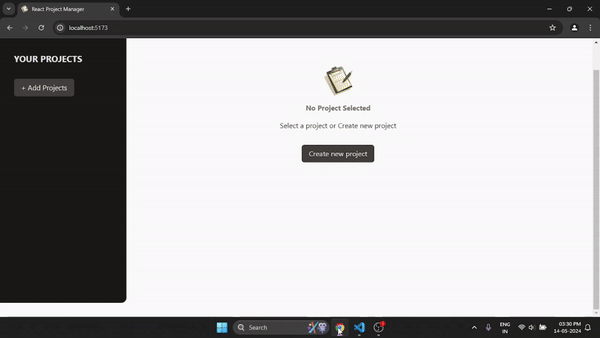 React Project Manager
localhost:5173
YOUR PROJECTS
+ Add Projects
No Project Selected
Select a project or Create new project
Create new project
Search
ENG
IN
03:30 PM
14-05-2024